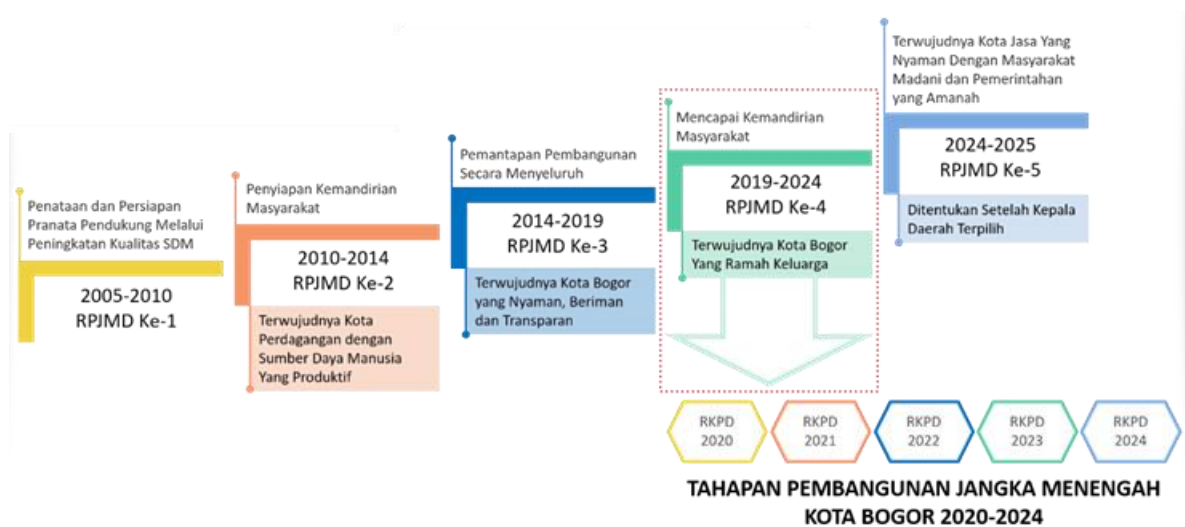 Penataan dan Persiapan
Pranata Pendukung Melalui
Peningkatan Kualitas SDM
2005-2010
RPJMD Ke-1
Penyiapan Kemandirian
Masyarakat
2010-2014
RPJMD Ke-2
Terwujudnya Kota
Perdagangan dengan
Sumber Daya Manusia
Yang Produktif
Pemantapan Pembangunan
Secara Menyeluruh
2014-2019
RPJMD Ke-3
Terwujudnya Kota Bogor
yang Nyaman, Beriman
dan Transparan
Mencapai Kemandirian
Masyarakat
2019-2024
RPJMD Ke-4
Terwujudnya Kota Bogor
Yang Ramah Keluarga
Terwujudnya Kota Jasa Yang
Nyaman Dengan Masyarakat
Madani dan Pemerintahan
yang Amanah
2024-2025
RPJMD Ke-5
Ditentukan Setelah Kepala
Daerah Terpilih
RKPD
2020
RKPD
2021
RKPD
2022
RKPD
2023
RKPD
2024
TAHAPAN PEMBANGUNAN JANGKA MENENGAH
KOTA BOGOR 2020-2024